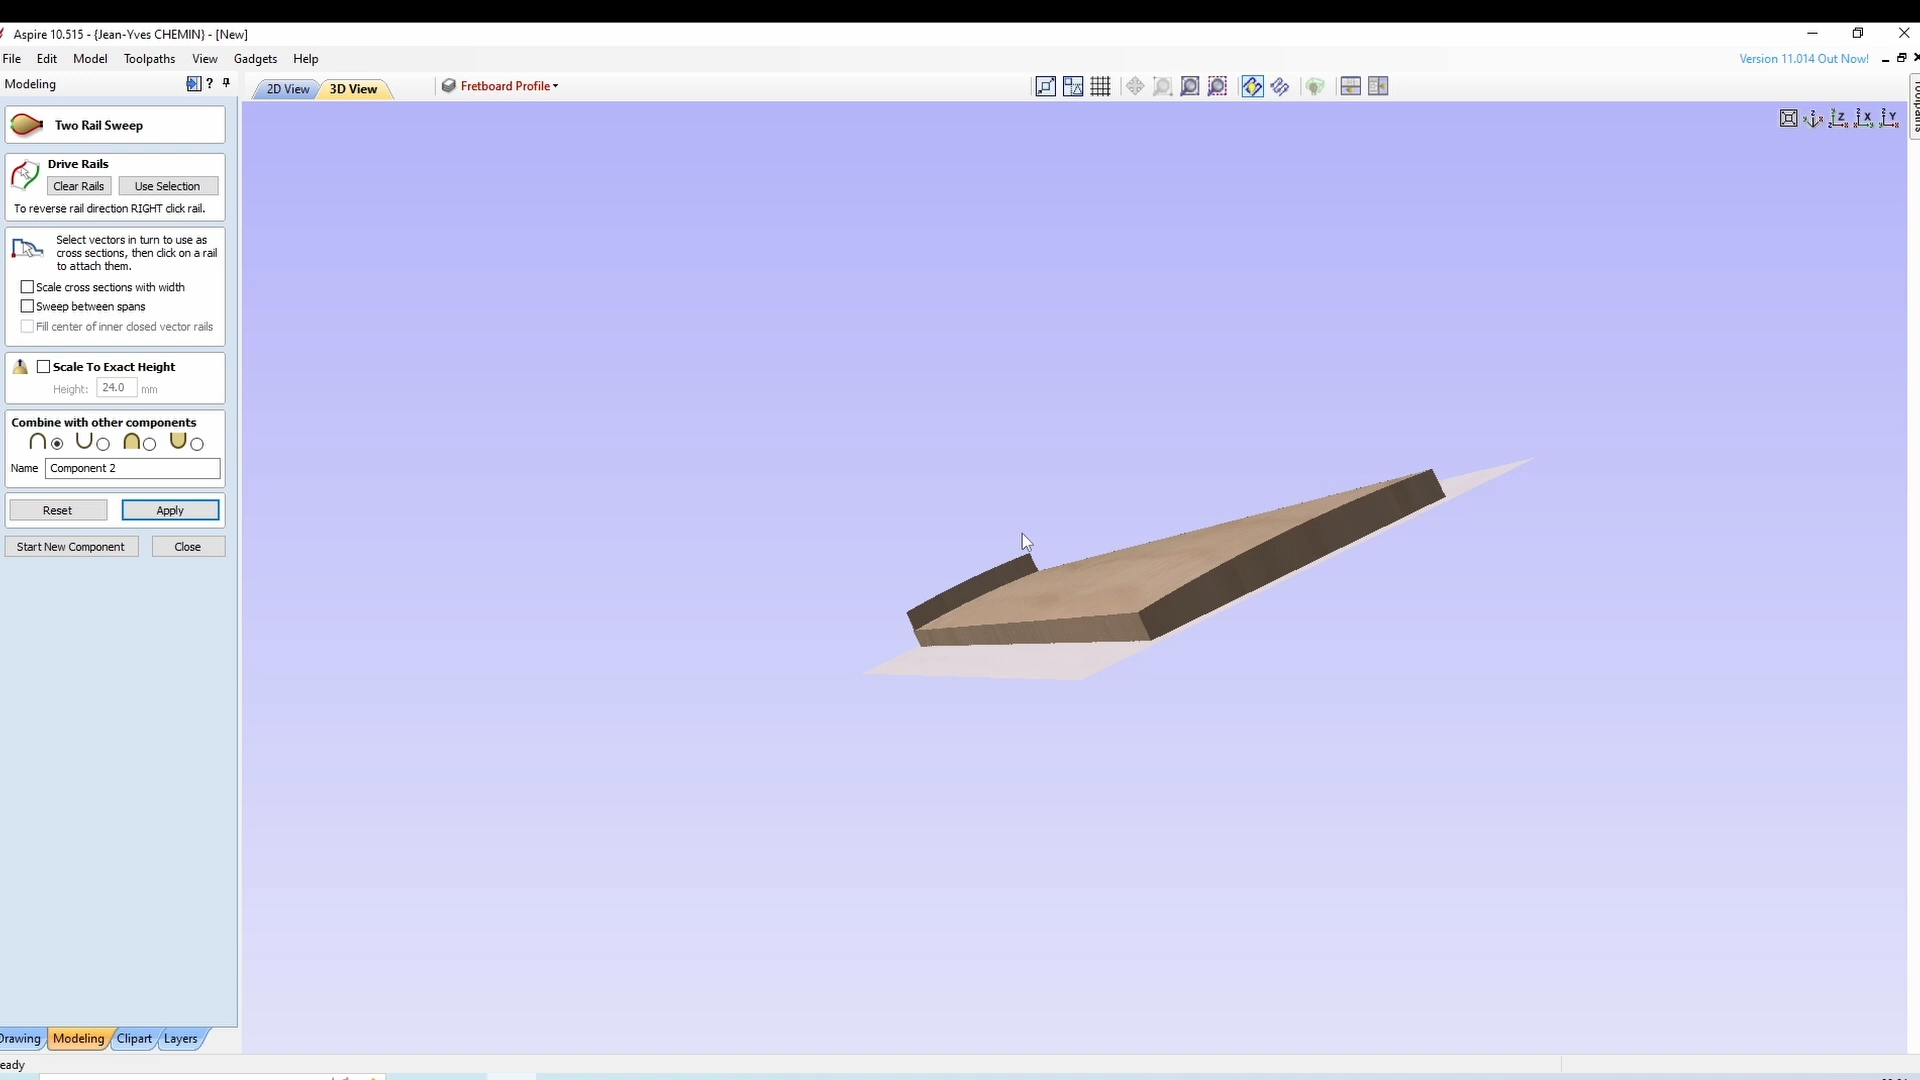 Aspire 10.515 - {Jean-Yves CHEMIN} - [New]
File Edit Model Toolpaths View Gadgets Help
Version 11.014 Out Now!
Modeling ?
2D View 3D View Fretboard Profile
Z X Y
Toolpaths
Two Rail Sweep
Drive Rails
Clear Rails Use Selection
To reverse rail direction RIGHT click rail.
Select vectors in turn to use as
cross sections, then click on a rail
to attach them.
Scale cross sections with width
Sweep between spans
Fill center of inner closed vector rails
Scale To Exact Height
Height: 24.0 mm
Combine with other components
Name Component 2
Reset Apply
Start New Component Close
Drawing Modeling Clipart Layers
eady